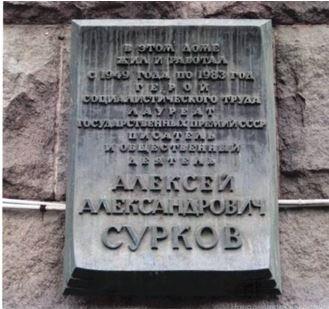 В ЭТОМ ДОМЕ
ЖИЛ И РАБОТАЛ
С 1949 ГОДА ПО 1983 ГОД
ГЕРОЙ
СОЦИАЛИСТИЧЕСКОГО ТРУДА
ЛАУРЕАТ
ГОСУДАРСТВЕННЫХ ПРЕМИЙ СССР
ПИСАТЕЛЬ
И ОБЩЕСТВЕННЫЙ
ДЕЯТЕЛЬ
АЛЕКСЕЙ
АЛЕКСАНДРОВИЧ
СУРКОВ